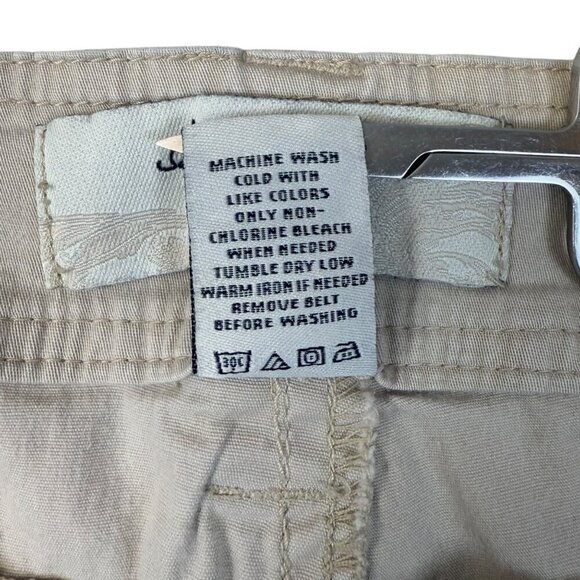 MACHINE WASH
COLD WITH
LIKE COLORS
ONLY NON-
CHLORINE BLEACH
WHEN NEEDED
TUMBLE DRY LOW
WARM IRON IF NEEDED
REMOVE BELT
BEFORE WASHING
30C